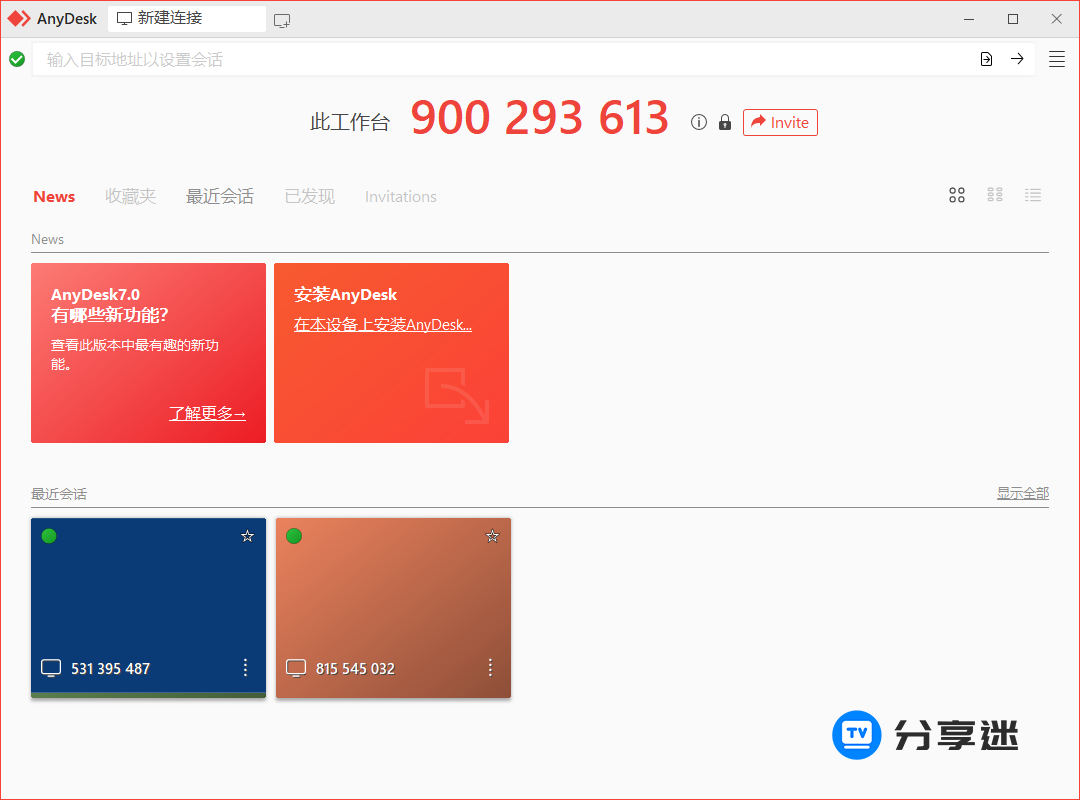 AnyDesk
新建连接
输入目标地址以设置会话
此工作台 900 293 613 Invite
News 收藏夹 最近会话 已发现 Invitations
News
AnyDesk7.0
有哪些新功能?
查看此版本中最有趣的新功
能。
了解更多→
安装AnyDesk
在本设备上安装AnyDesk...
最近会话 显示全部
531 395 487
815 545 032
TV 分享迷